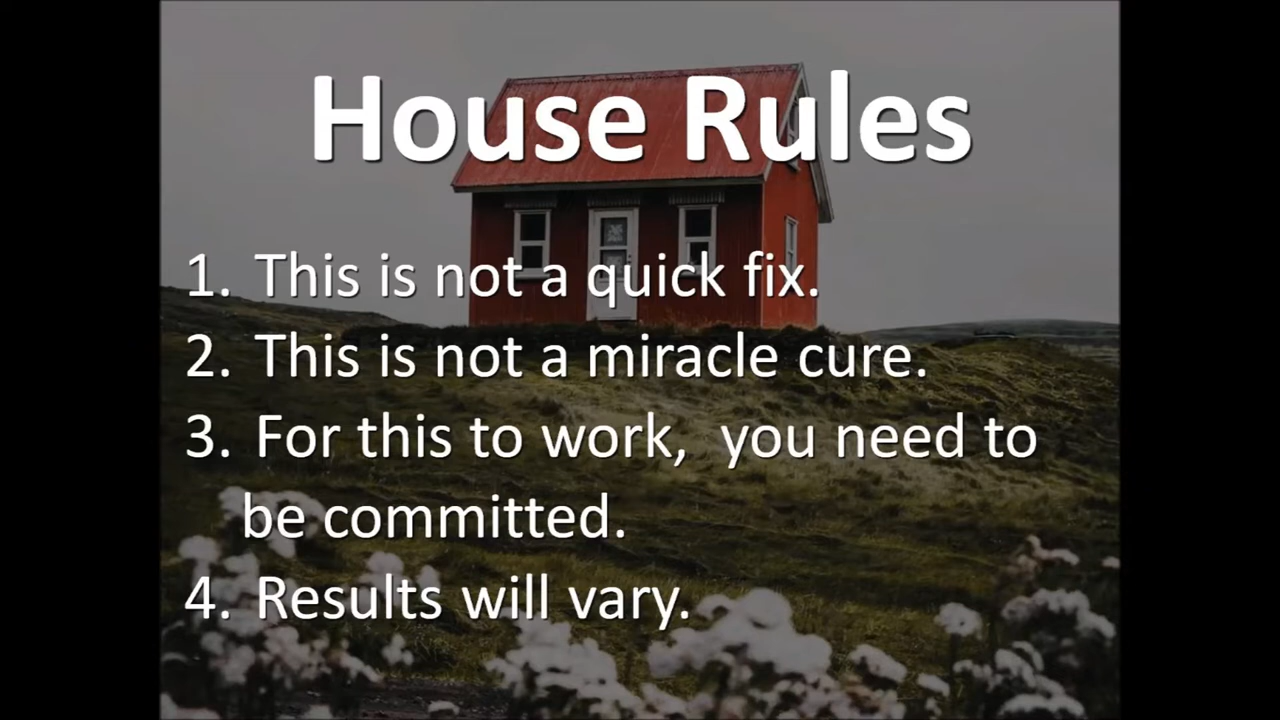 House Rules
1. This is not a quick fix.
2. This is not a miracle cure.
3. For this to work,  you need to
be committed.
4. Results will vary.